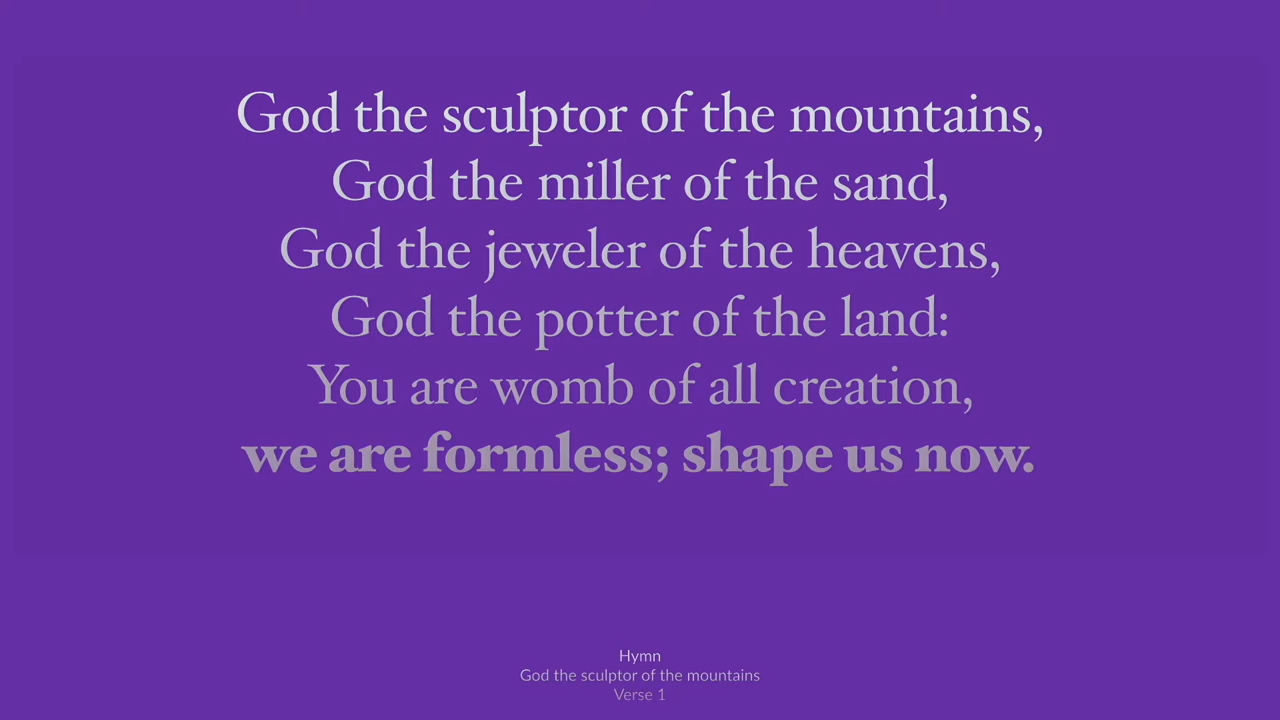 God the sculptor of the mountains,
God the miller of the sand,
God the jeweler of the heavens,
God the potter of the land:
You are womb of all creation,
we are formless; shape us now.
Hymn
God the sculptor of the mountains
Verse 1